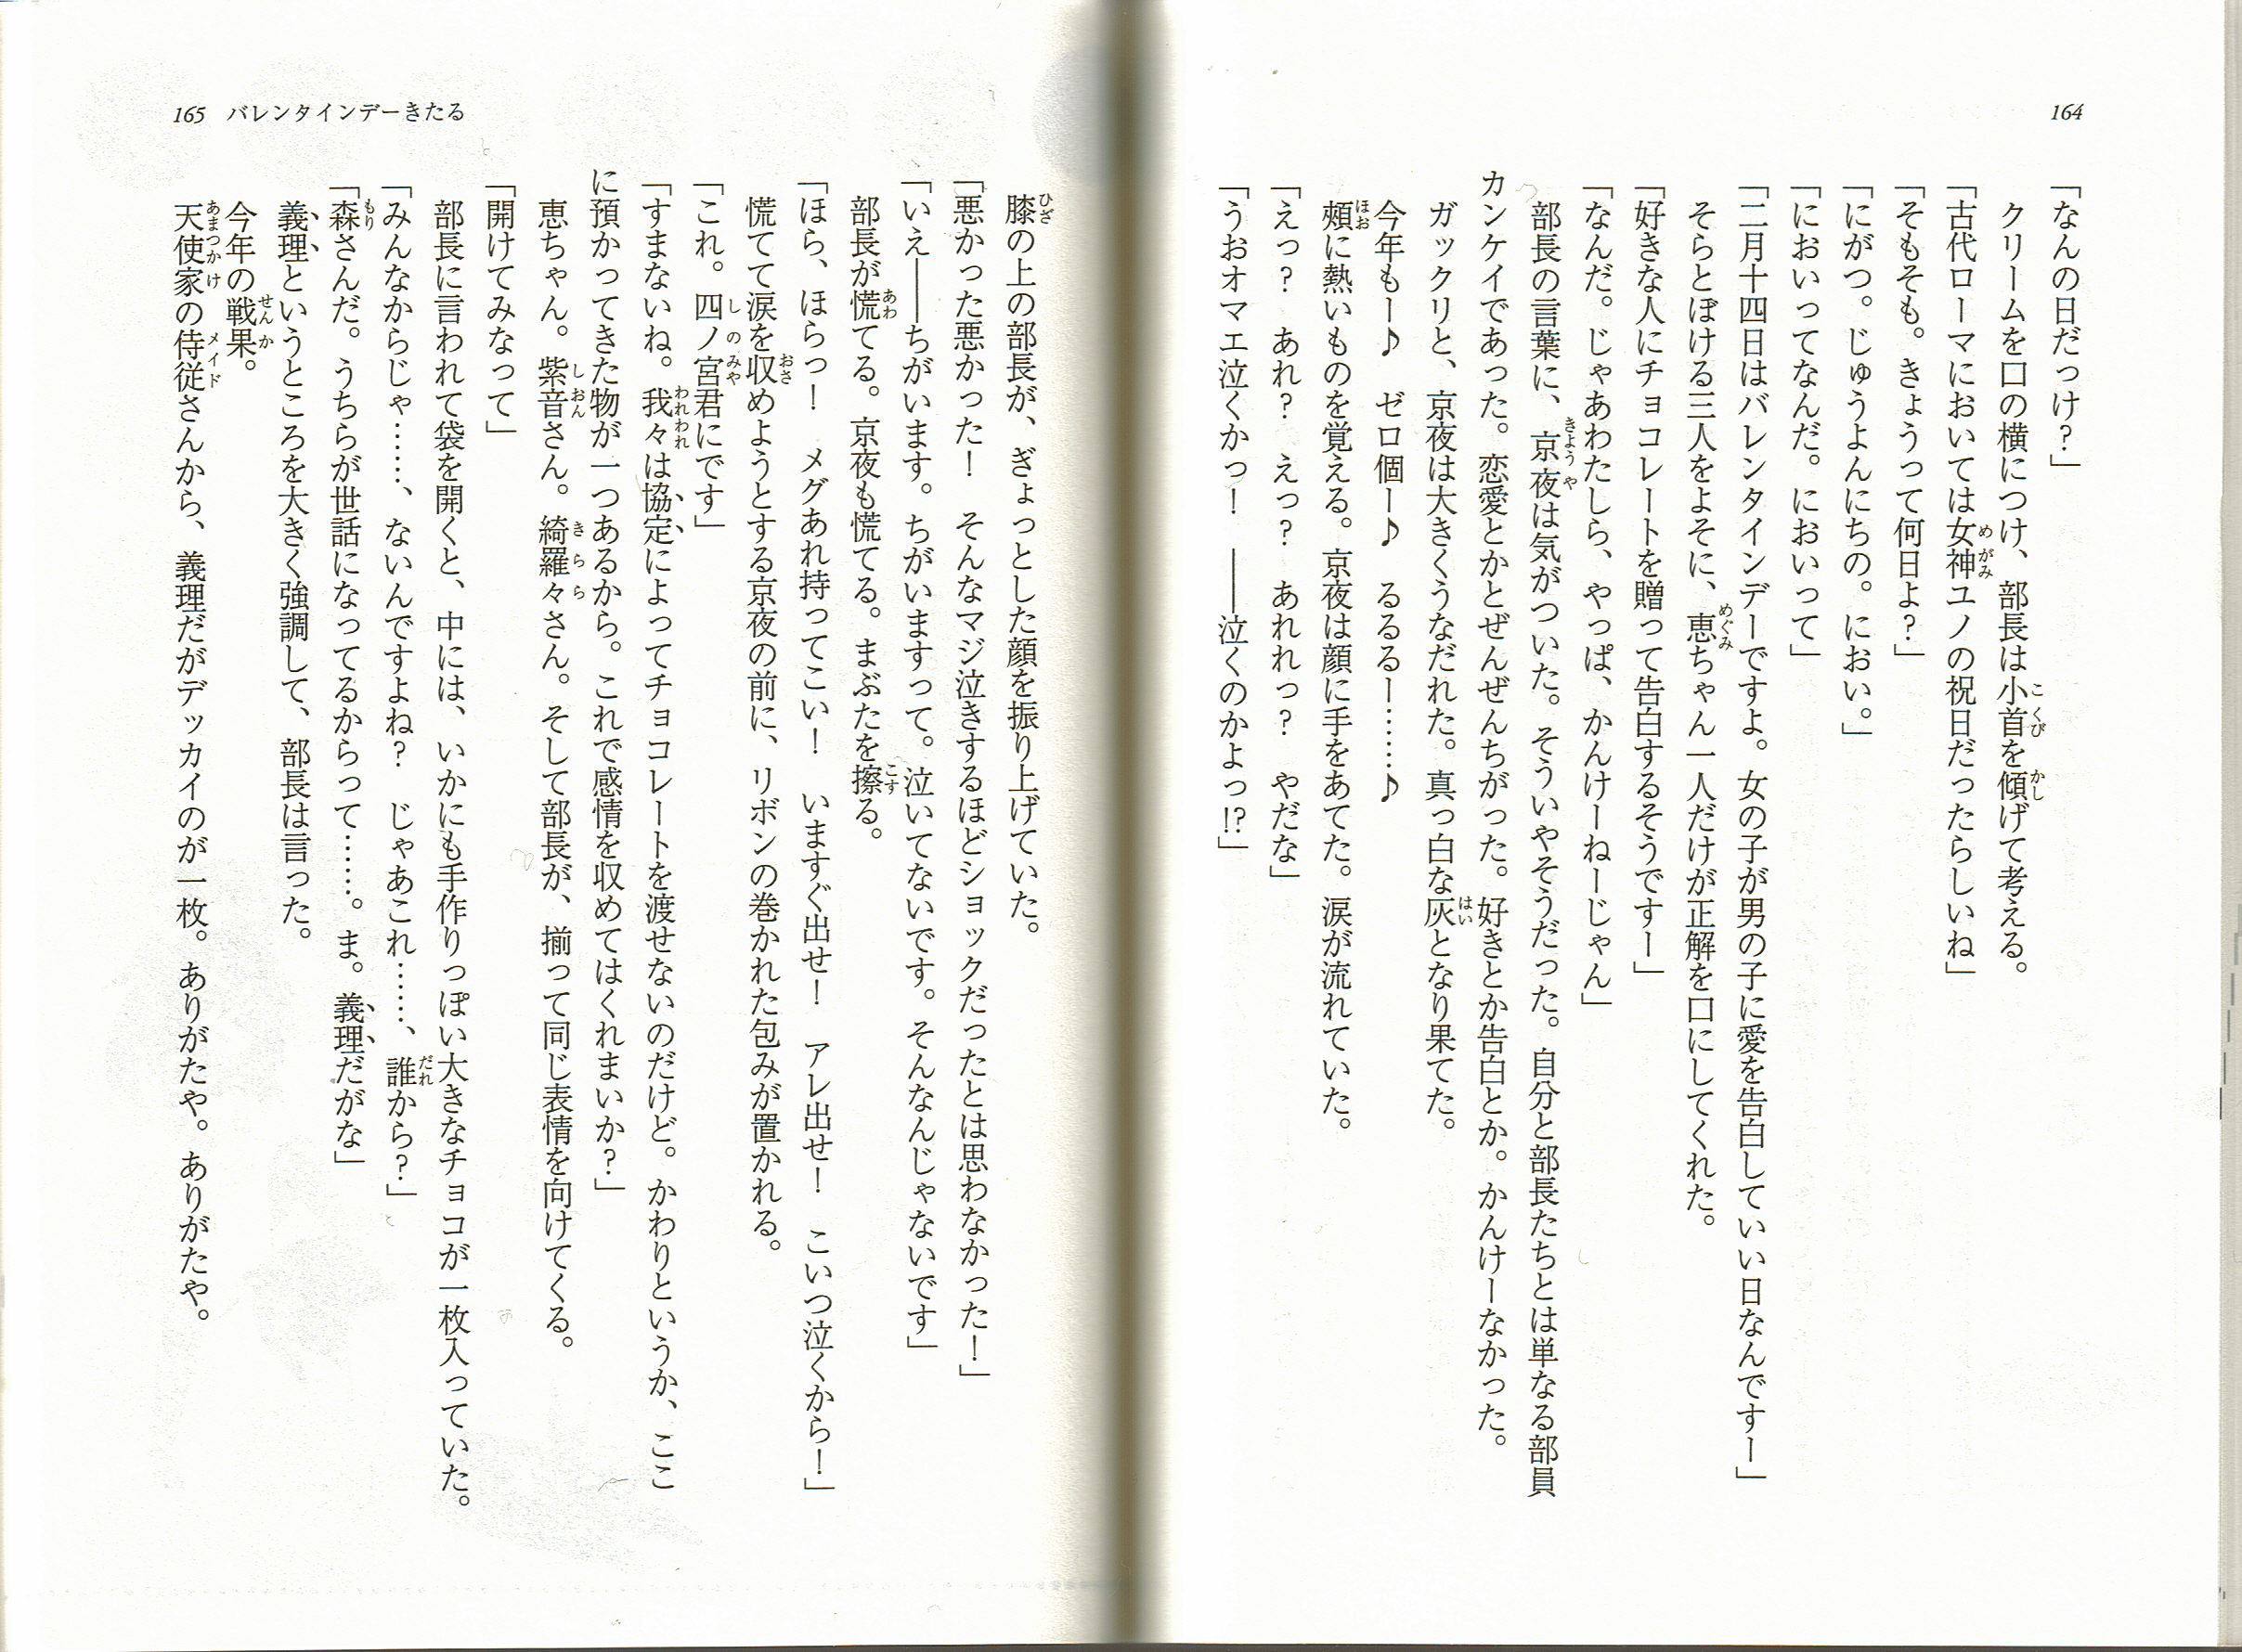 164
「なんの日だっけ？」
クリームを口の横につけ、部長は小首を傾げて考える。
「古代ローマにおいては女神ユノの祝日だったらしいね」
「そもそも。きょうって何日よ？」
「にがつ。じゅうよんにちの。におい。」
「においってなんだ。においって」
「二月十四日はバレンタインデーですよ。女の子が男の子に愛を告白していい日なんですー」
そらとぼける三人をよそに、恵ちゃん一人だけが正解を口にしてくれた。
「好きな人にチョコレートを贈って告白するそうですー」
「なんだ。じゃあわたしら、やっぱ、かんけーねーじゃん」
部長の言葉に、京夜は気がついた。そういやそうだった。自分と部長たちとは単なる部員
カンケイであった。恋愛とかとぜんぜんちがった。好きとか告白とか。かんけーなかった。
ガックリと、京夜は大きくうなだれた。真っ白な灰となり果てた。
今年もー♪　ゼロ個ー♪　るるるー……♪
頰に熱いものを覚える。京夜は顔に手をあてた。涙が流れていた。
「えっ？　あれ？　えっ？　あれれっ？　やだな」
「うおオマエ泣くかっ！　――泣くのかよっ!?」
165　バレンタインデーきたる
膝の上の部長が、ぎょっとした顔を振り上げていた。
「悪かった悪かった！　そんなマジ泣きするほどショックだったとは思わなかった！」
「いえ――ちがいます。ちがいますって。泣いてないです。そんなんじゃないです」
部長が慌てる。京夜も慌てる。まぶたを擦る。
「ほら、ほらっ！　メグあれ持ってこい！　いますぐ出せ！　アレ出せ！　こいつ泣くから！」
慌てて涙を収めようとする京夜の前に、リボンの巻かれた包みが置かれる。
「これ。四ノ宮君にです」
「すまないね。我々は協定によってチョコレートを渡せないのだけど。かわりというか、ここ
に預かってきた物が一つあるから。これで感情を収めてはくれまいか？」
恵ちゃん。紫音さん。綺羅々さん。そして部長が、揃って同じ表情を向けてくる。
「開けてみなって」
部長に言われて袋を開くと、中には、いかにも手作りっぽい大きなチョコが一枚入っていた。
「みんなからじゃ……、ないんですよね？　じゃあこれ……、誰から？」
「森さんだ。うちらが世話になってるからって……。ま。義理だがな」
義理というところを大きく強調して、部長は言った。
今年の戦果。
天使家の侍従さんから、義理だがデッカイのが一枚。ありがたや。ありがたや。